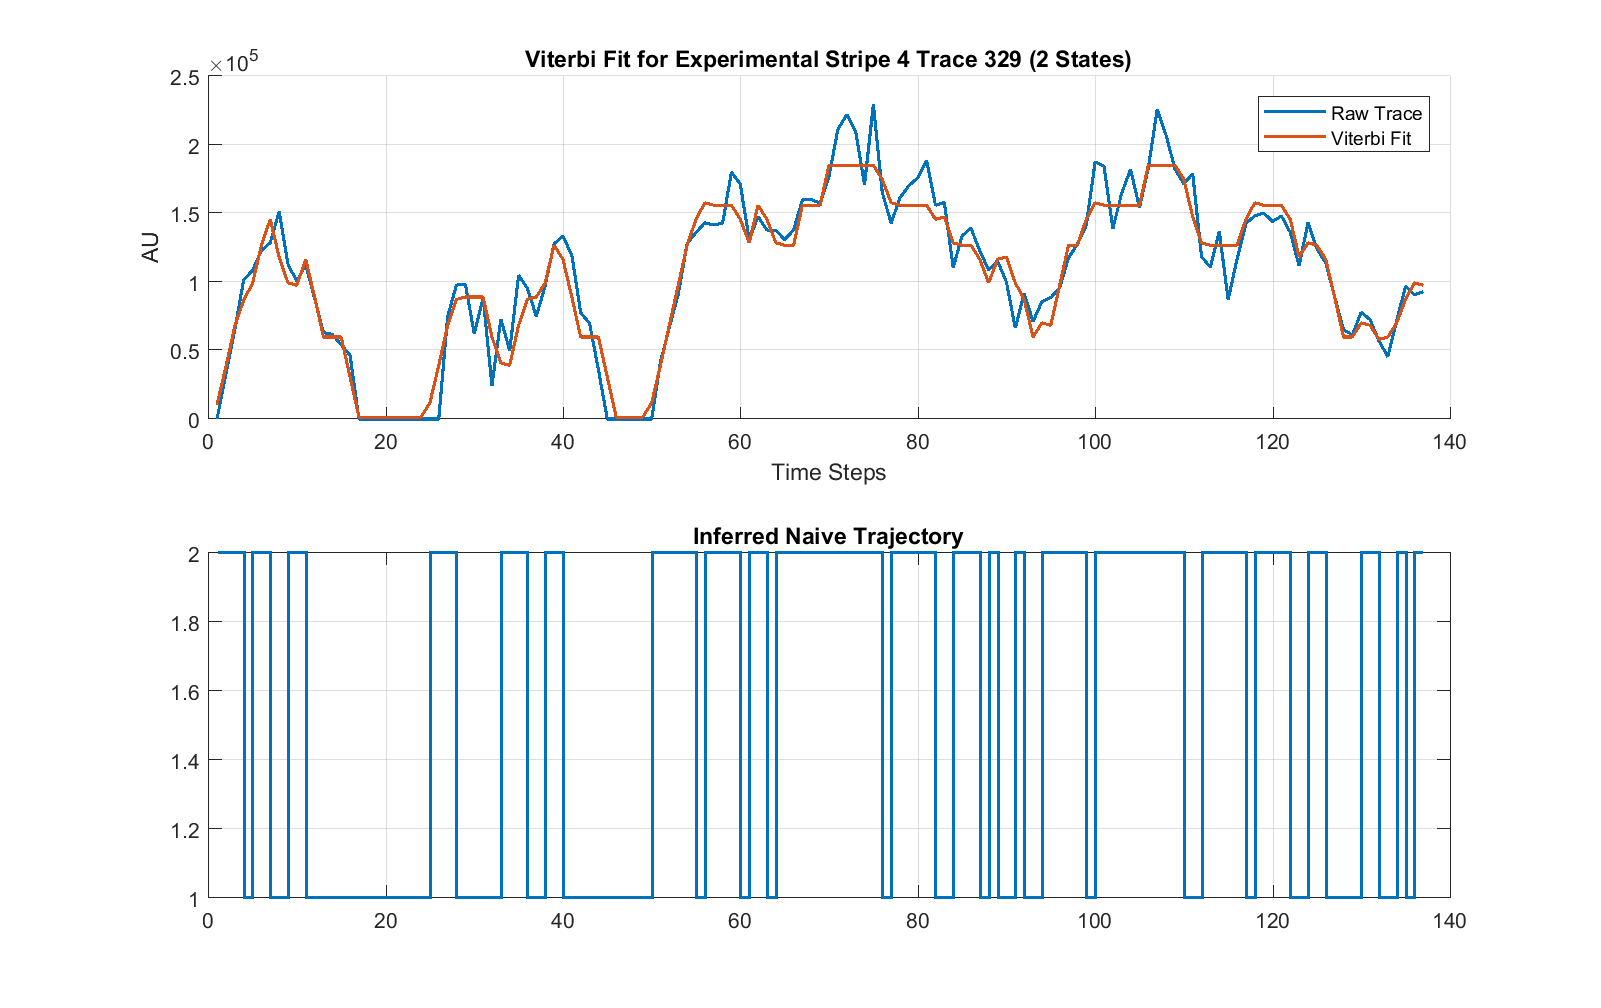 Viterbi Fit for Experimental Stripe 4 Trace 329 (2 States)
×10^5
2.5
2
1.5
1
0.5
0
AU
Raw Trace
Viterbi Fit
0 20 40 60 80 100 120 140
Time Steps
Inferred Naive Trajectory
2
1.8
1.6
1.4
1.2
1
0 20 40 60 80 100 120 140